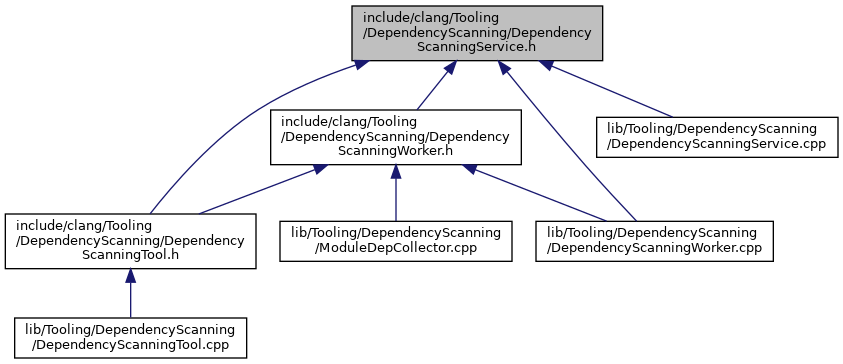 include/clang/Tooling
/DependencyScanning/Dependency
ScanningService.h
include/clang/Tooling
/DependencyScanning/Dependency
ScanningWorker.h
lib/Tooling/DependencyScanning
/DependencyScanningService.cpp
include/clang/Tooling
/DependencyScanning/Dependency
ScanningTool.h
lib/Tooling/DependencyScanning
/ModuleDepCollector.cpp
lib/Tooling/DependencyScanning
/DependencyScanningWorker.cpp
lib/Tooling/DependencyScanning
/DependencyScanningTool.cpp